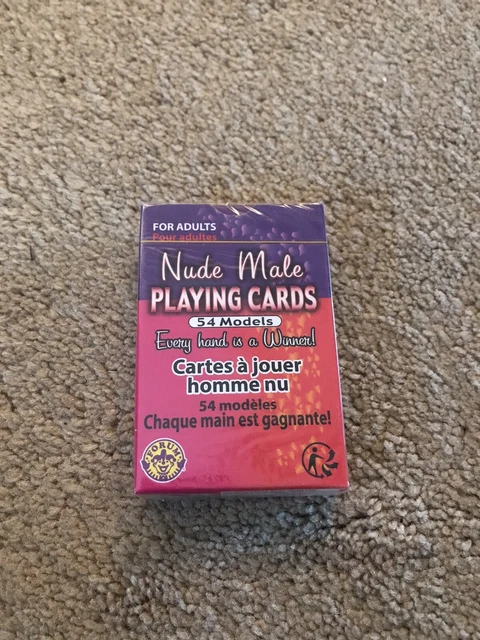 FOR ADULTS
Pour adultes
Nude Male
PLAYING CARDS
54 Models
Every hand is a Winner!
Cartes à jouer
homme nu
54 modèles
Chaque main est gagnante!
FORUM